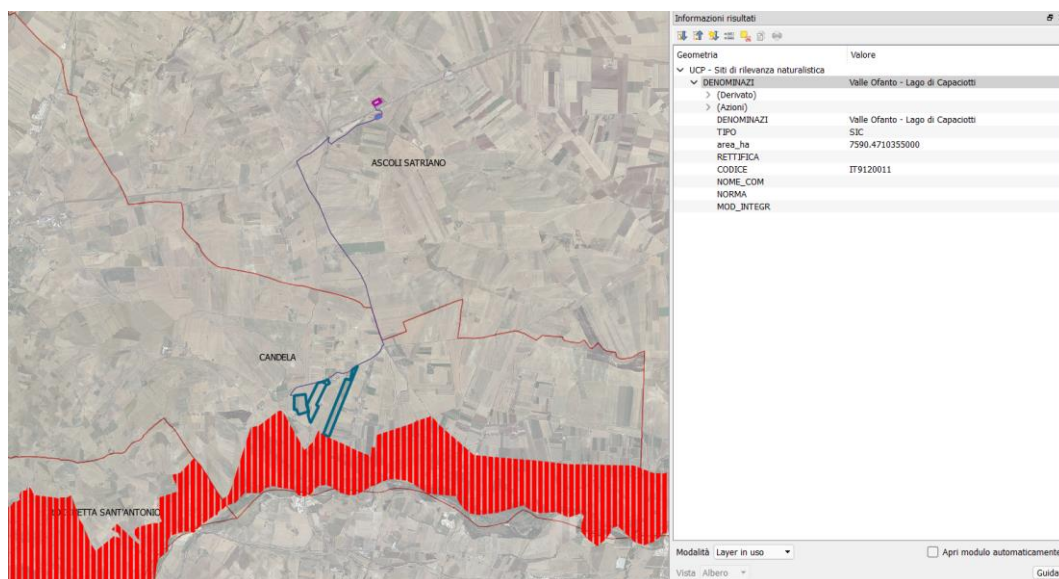 Informazioni risultati
Geometria Valore
UCP - Siti di rilevanza naturalistica
DENOMINAZI Valle Ofanto - Lago di Capaciotti
(Derivato)
(Azioni)
DENOMINAZI Valle Ofanto - Lago di Capaciotti
TIPO SIC
area_ha 7590.4710355000
RETTIFICA
CODICE IT9120011
NOME_COM
NORMA
MOD_INTEGR
ASCOLI SATRIANO
CANDELA
SANT'ANTONIO
Modalità Layer in uso Apri modulo automaticamente
Vista Albero Guida